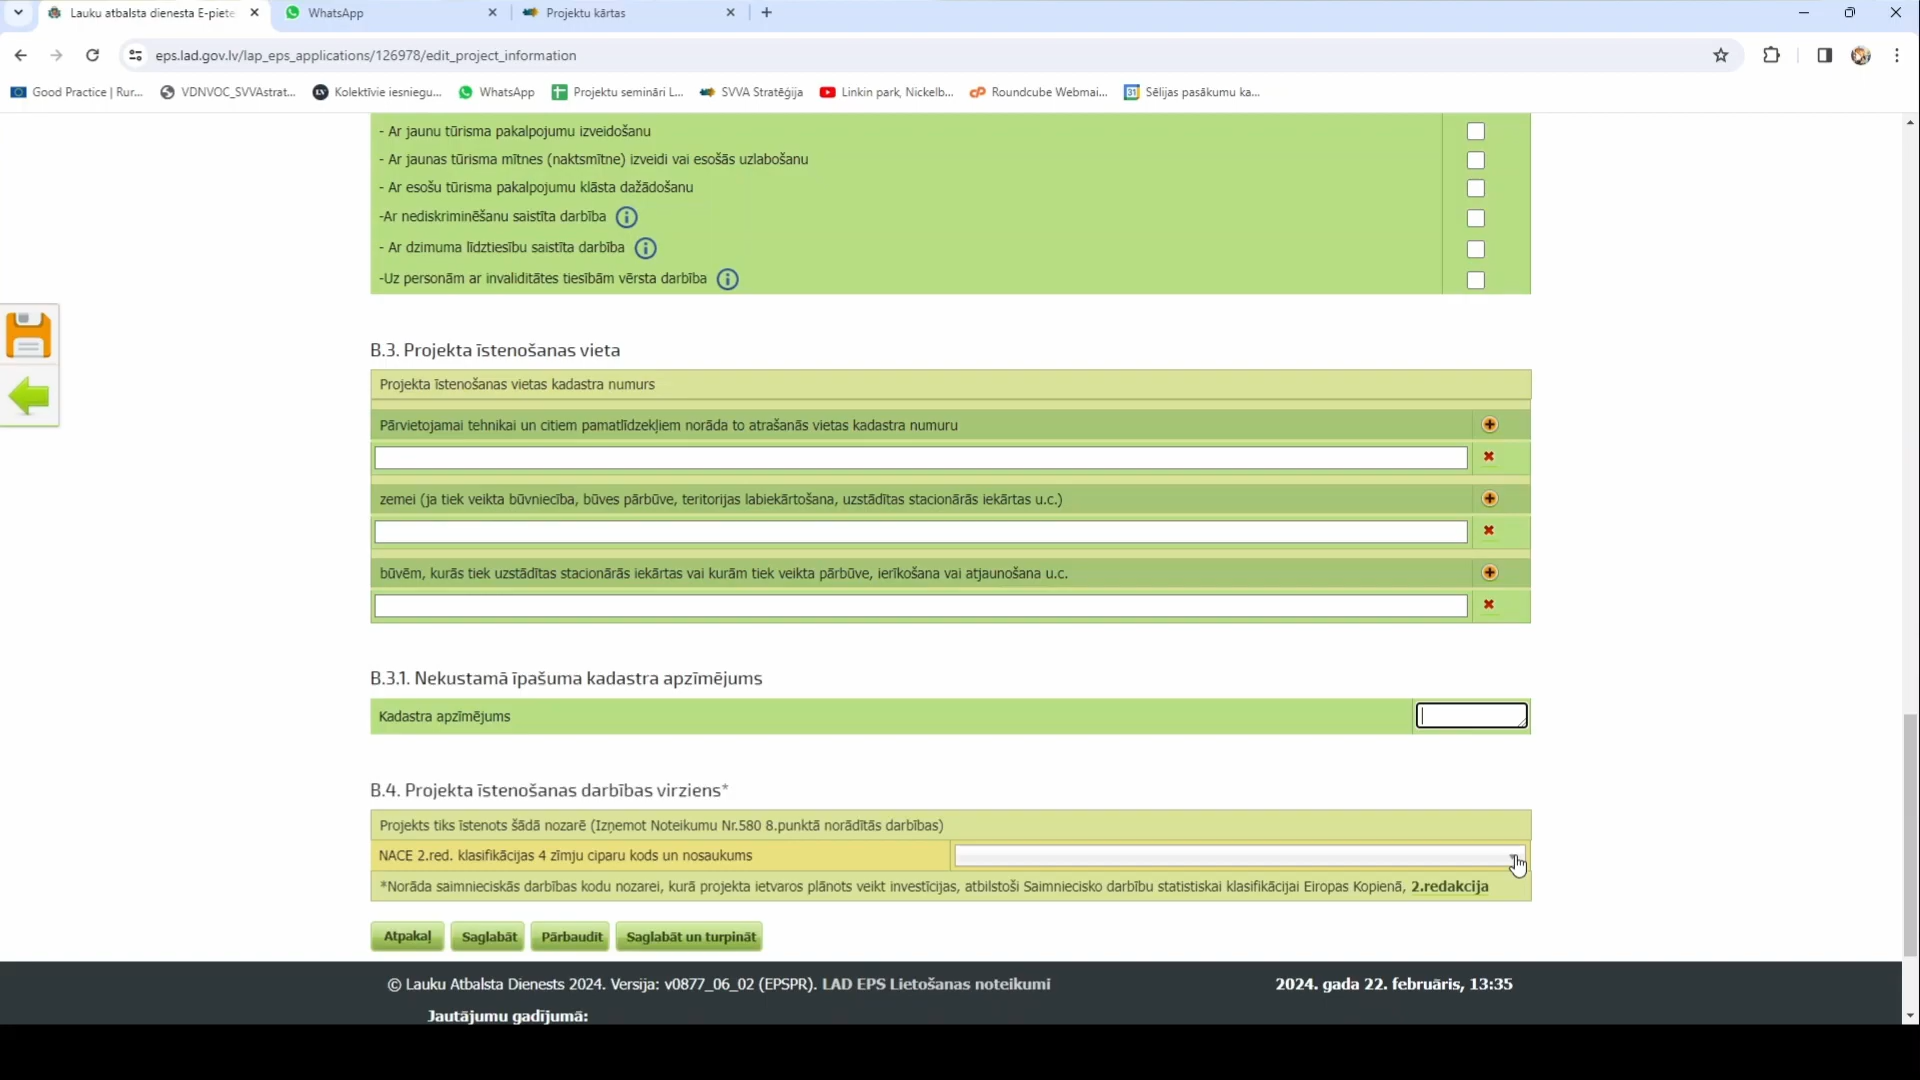 Lauku atbalsta dienesta E-piete
WhatsApp
Projektu kārtas
eps.lad.gov.lv/lap_eps_applications/126978/edit_project_information
Good Practice | Rur...
VDNVOC_SVVAstrat...
Kolektīvie iesniegu...
WhatsApp
Projektu semināri L...
SVVA Stratēģija
Linkin park, Nickelb...
Roundcube Webmai...
Sēlijas pasākumu ka...
- Ar jaunu tūrisma pakalpojumu izveidošanu
- Ar jaunas tūrisma mītnes (naktsmītne) izveidi vai esošās uzlabošanu
- Ar esošu tūrisma pakalpojumu klāsta dažādošanu
-Ar nediskriminēšanu saistīta darbība
- Ar dzimuma līdztiesību saistīta darbība
-Uz personām ar invaliditātes tiesībām vērsta darbība
B.3. Projekta īstenošanas vieta
Projekta īstenošanas vietas kadastra numurs
Pārvietojamai tehnikai un citiem pamatlīdzekļiem norāda to atrašanās vietas kadastra numuru
zemei (ja tiek veikta būvniecība, būves pārbūve, teritorijas labiekārtošana, uzstādītas stacionārās iekārtas u.c.)
būvēm, kurās tiek uzstādītas stacionārās iekārtas vai kurām tiek veikta pārbūve, ierīkošana vai atjaunošana u.c.
B.3.1. Nekustamā īpašuma kadastra apzīmējums
Kadastra apzīmējums
B.4. Projekta īstenošanas darbības virziens*
Projekts tiks īstenots šādā nozarē (Izņemot Noteikumu Nr.580 8.punktā norādītās darbības)
NACE 2.red. klasifikācijas 4 zīmju ciparu kods un nosaukums
*Norāda saimnieciskās darbības kodu nozarei, kurā projekta ietvaros plānots veikt investīcijas, atbilstoši Saimniecisko darbību statistiskai klasifikācijai Eiropas Kopienā, 2.redakcija
Atpakaļ
Saglabāt
Pārbaudīt
Saglabāt un turpināt
© Lauku Atbalsta Dienests 2024. Versija: v0877_06_02 (EPSPR). LAD EPS Lietošanas noteikumi
2024. gada 22. februāris, 13:35
Jautājumu gadījumā: